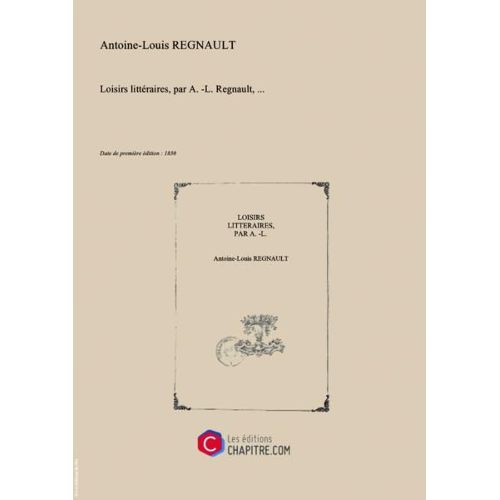 Antoine-Louis REGNAULT
Loisirs littéraires, par A. -L. Regnault, ...
Date de première édition : 1856
LOISIRS
LITTERAIRES,
PAR A. -L.
Antoine-Louis REGNAULT
C
Les éditions
CHAPITRE.COM